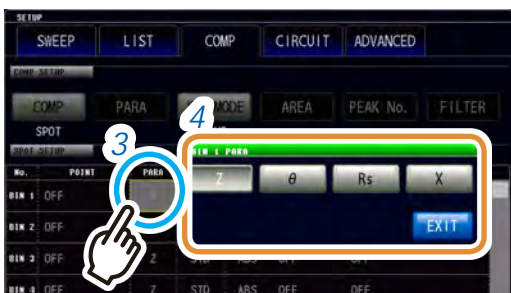 SETUP
SWEEP LIST COMP CIRCUIT ADVANCED
COMP SETUP
COMP PARA MODE AREA PEAK No. FILTER
SPOT
4
3
SPOT SETUP
BIN 1 PARA
No. POINT PARA
Z θ Rs X
BIN 1 OFF
EXIT
BIN 2 OFF
BIN 3 OFF Z STD ABS OFF OFF
BIN 4 OFF Z STD ABS OFF OFF